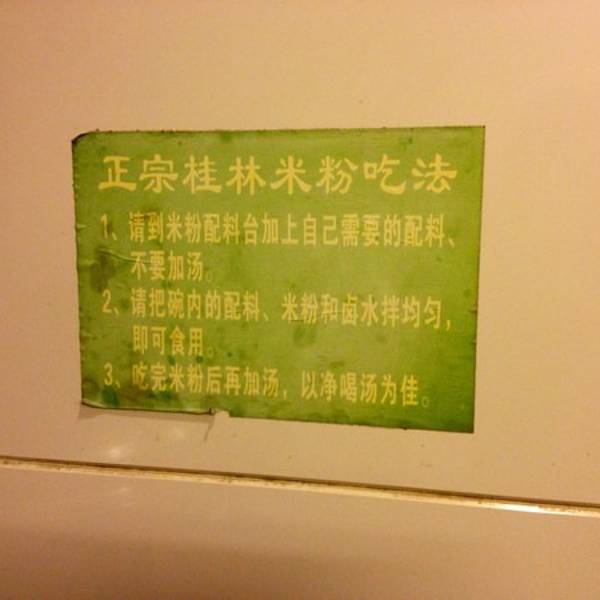 正宗桂林米粉吃法
1、请到米粉配料台加上自己需要的配料、
不要加汤。
2、请把碗内的配料、米粉和卤水拌均匀，
即可食用。
3、吃完米粉后再加汤，以净喝汤为佳。